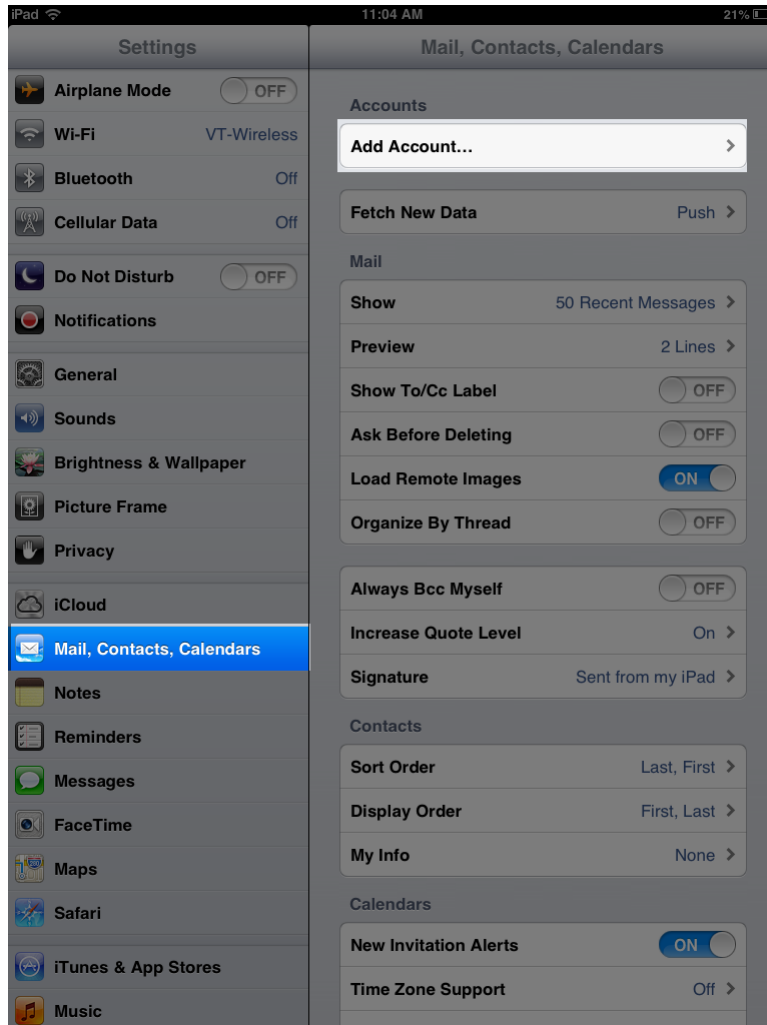 iPad 11:04 AM 21%
Settings
Airplane Mode OFF
Wi-Fi VT-Wireless
Bluetooth Off
Cellular Data Off
Do Not Disturb OFF
Notifications
General
Sounds
Brightness & Wallpaper
Picture Frame
Privacy
iCloud
Mail, Contacts, Calendars
Notes
Reminders
Messages
FaceTime
Maps
Safari
iTunes & App Stores
Music
Mail, Contacts, Calendars
Accounts
Add Account...
Fetch New Data Push
Mail
Show 50 Recent Messages
Preview 2 Lines
Show To/Cc Label OFF
Ask Before Deleting OFF
Load Remote Images ON
Organize By Thread OFF
Always Bcc Myself OFF
Increase Quote Level On
Signature Sent from my iPad
Contacts
Sort Order Last, First
Display Order First, Last
My Info None
Calendars
New Invitation Alerts ON
Time Zone Support Off